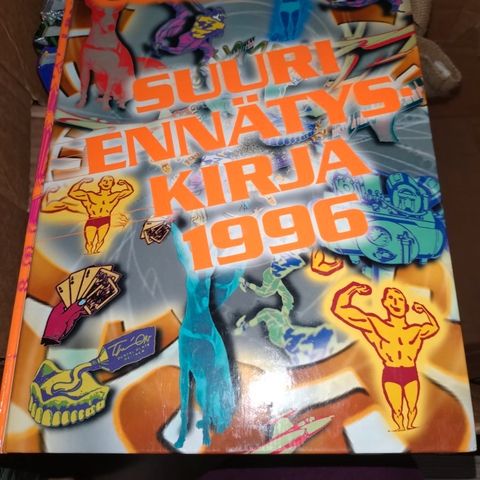 SUURI
ENNÄTYS-
KIRJA
1996